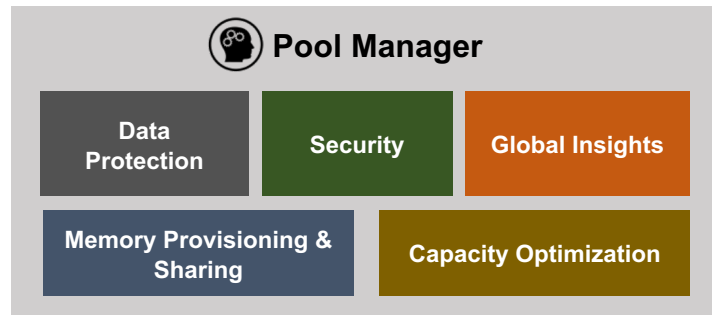 Pool Manager
Data
Protection
Security
Global Insights
Memory Provisioning &
Sharing
Capacity Optimization